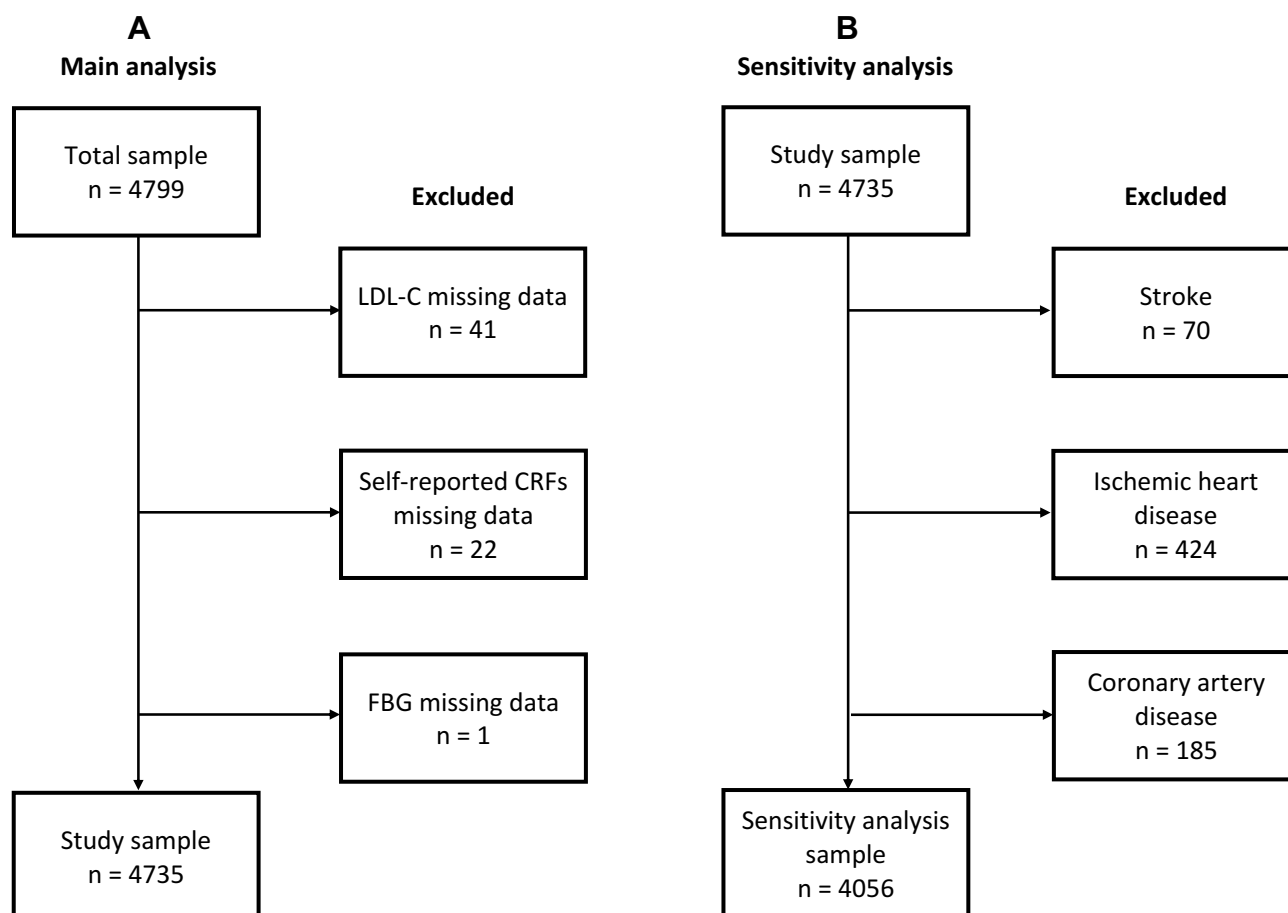 A
Main analysis
Total sample
n = 4799
Excluded
LDL-C missing data
n = 41
Self-reported CRFs
missing data
n = 22
FBG missing data
n = 1
Study sample
n = 4735
B
Sensitivity analysis
Study sample
n = 4735
Excluded
Stroke
n = 70
Ischemic heart
disease
n = 424
Coronary artery
disease
n = 185
Sensitivity analysis
sample
n = 4056